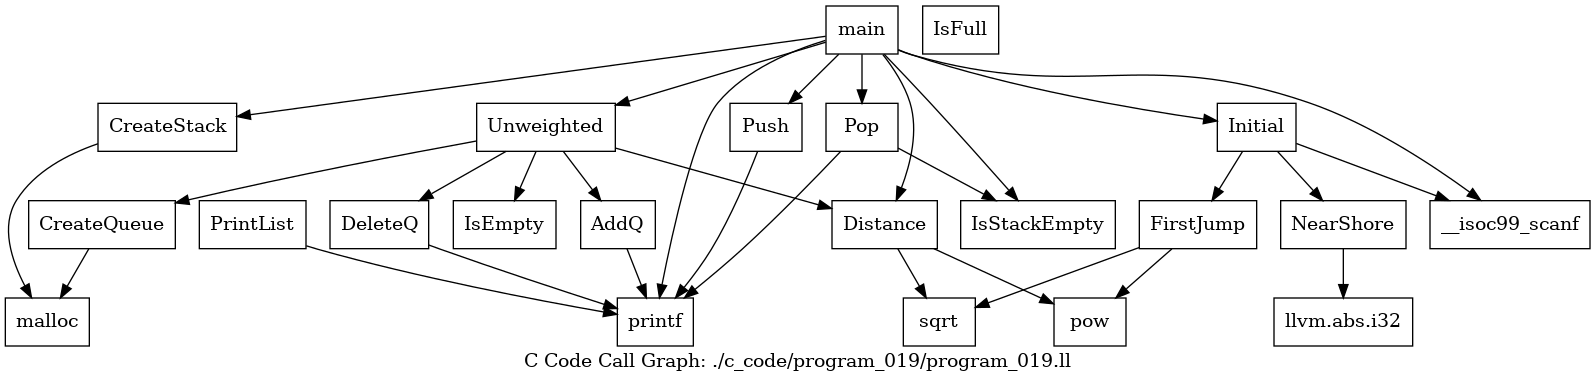 main
IsFull
CreateStack
Unweighted
Push
Pop
Initial
CreateQueue
PrintList
DeleteQ
IsEmpty
AddQ
Distance
IsStackEmpty
FirstJump
NearShore
__isoc99_scanf
malloc
printf
sqrt
pow
llvm.abs.i32
C Code Call Graph: ./c_code/program_019/program_019.ll